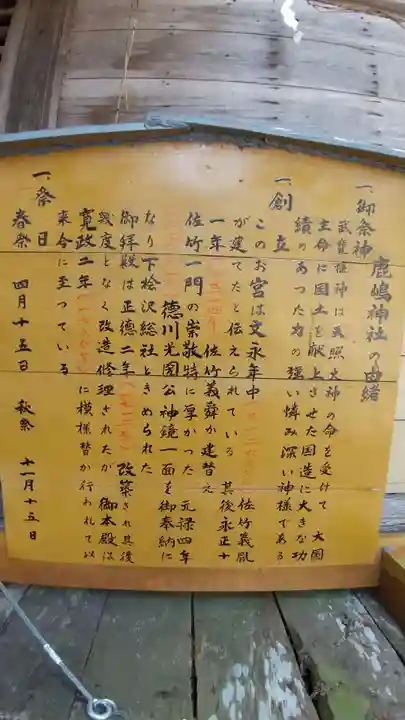 鹿嶋神社の由緒
一、御祭神
武甕槌神は天照大神の命を受けて大国
主命に国土を献上させた国造に大きな功
績のあった力の強い情み深い神様である
一、創立
このお宮は文永年中 佐竹義胤
が建てたと伝えられている 其後永正十
一年(一五一四) 佐竹義舜が建替え
佐竹一門の崇敬特に厚かった 元禄四年
徳川光圀公神鏡一面を御奉納に
なり下桧沢総社ときめられた
御拝殿は正徳二年 改築され其後
幾度となく改造修理されたが 御本殿は
寛政二年 に模様替が行われて以
来今に至っている
一、祭日
春祭 四月十五日 秋祭 十一月十五日